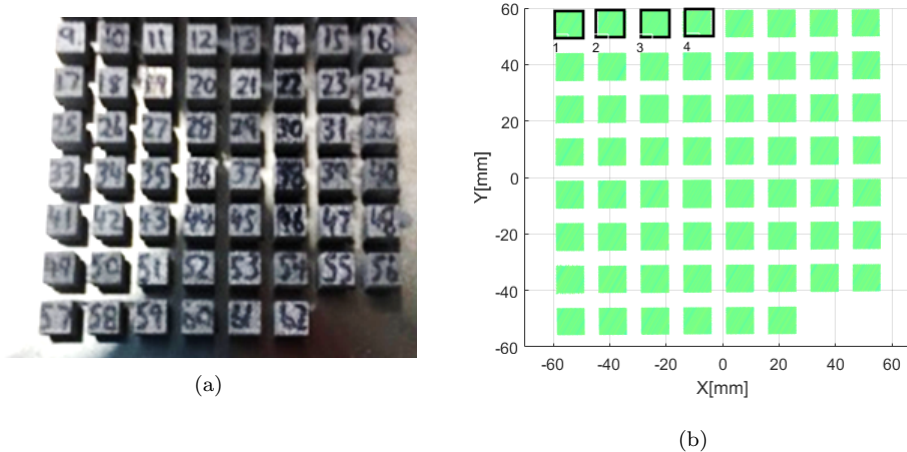 9 10 11 12 13 14 15 16
17 18 19 20 21 22 23 24
25 26 27 28 29 30 31 32
33 34 35 36 37 38 39 40
41 42 43 44 45 46 47 48
49 50 51 52 53 54 55 56
57 58 59 60 61 62
(a)
60
1 2 3 4
40
20
0
-20
-40
-60
Y[mm]
-60 -40 -20 0 20 40 60
X[mm]
(b)